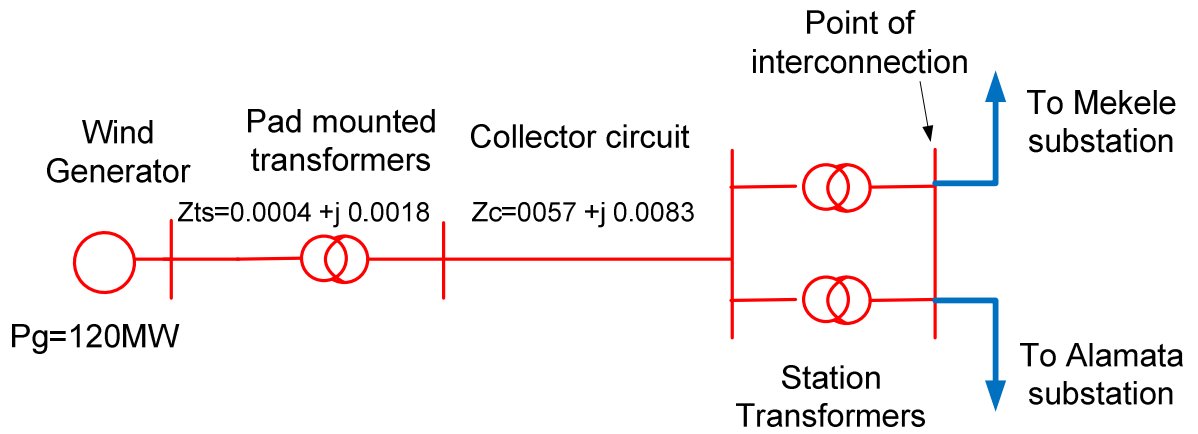 Point of
interconnection
To Mekele
substation
Pad mounted
transformers
Wind
Generator
Collector circuit
Zts=0.0004 +j 0.0018
Zc=0057 +j 0.0083
Pg=120MW
To Alamata
substation
Station
Transformers